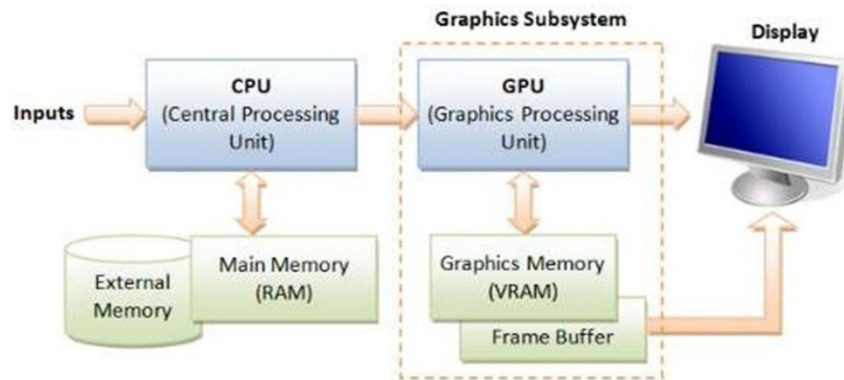 Graphics Subsystem
Display
Inputs
CPU
(Central Processing
Unit)
GPU
(Graphics Processing
Unit)
External
Memory
Main Memory
(RAM)
Graphics Memory
(VRAM)
Frame Buffer